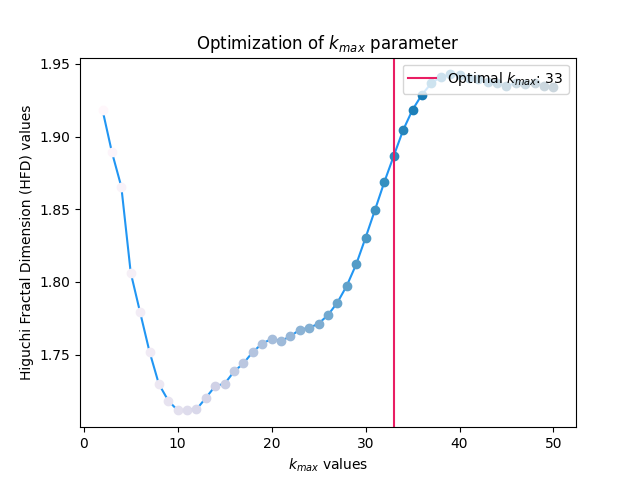 Optimization of k_max parameter
Optimal k_max: 33
Higuchi Fractal Dimension (HFD) values
1.95
1.90
1.85
1.80
1.75
0 10 20 30 40 50
k_max values